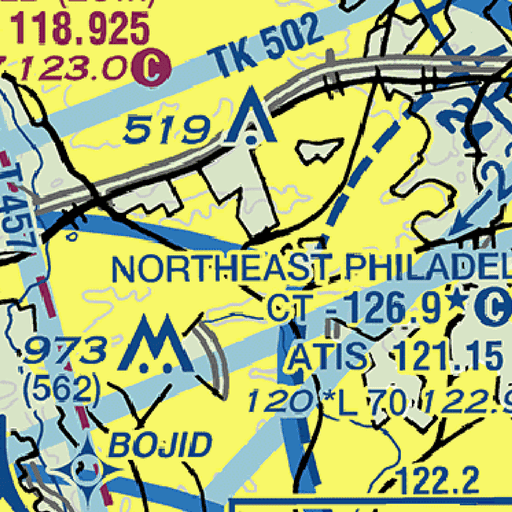 118.925
123.0 C
TK 502
519
T 457
2
NORTHEAST PHILADEL
CT - 126.9 * C
973
(562)
ATIS 121.15
120 *L 70 122.9
BOJID
122.2